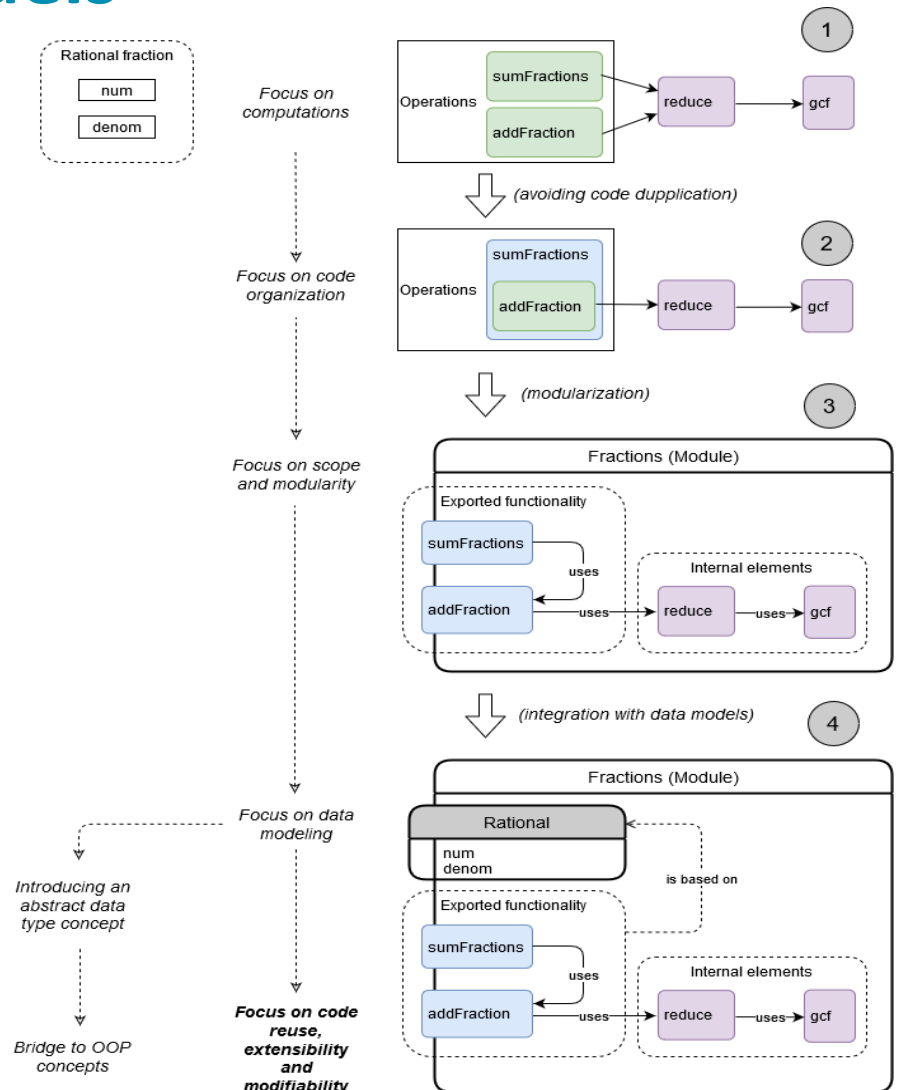 Rational fraction
num
denom
Focus on
computations
Operations
sumFractions
addFraction
reduce
gcf
1
(avoiding code dupplication)
Focus on code
organization
Operations
sumFractions
addFraction
reduce
gcf
2
(modularization)
3
Focus on scope
and modularity
Fractions (Module)
Exported functionality
sumFractions
uses
addFraction
uses
Internal elements
reduce
uses
gcf
(integration with data models)
4
Focus on data
modeling
Fractions (Module)
Rational
num
denom
is based on
Introducing an
abstract data
type concept
Exported functionality
sumFractions
uses
addFraction
uses
Internal elements
reduce
uses
gcf
Bridge to OOP
concepts
Focus on code
reuse,
extensibility
and
modifiability